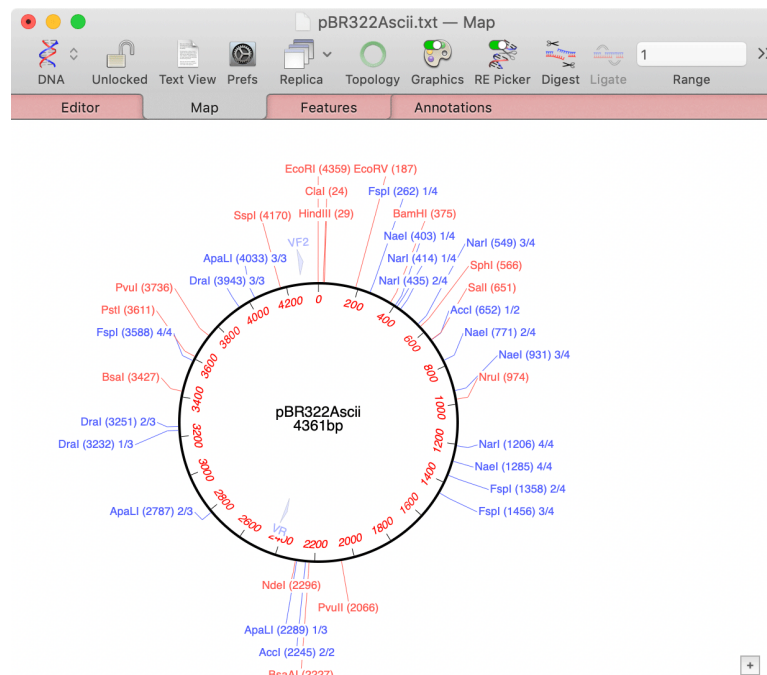 pBR322Ascii.txt — Map
DNA
Unlocked
Text View
Prefs
Replica
Topology
Graphics
RE Picker
Digest
Ligate
1
Range
Editor
Map
Features
Annotations
EcoRI (4359)
EcoRV (187)
ClaI (24)
FspI (262) 1/4
SspI (4170)
HindIII (29)
BamHI (375)
VF2
NaeI (403) 1/4
NarI (549) 3/4
ApaLI (4033) 3/3
NarI (414) 1/4
SphI (566)
DraI (3943) 3/3
NarI (435) 2/4
SalI (651)
PvuI (3736)
AccI (652) 1/2
PstI (3611)
FspI (3588) 4/4
NaeI (771) 2/4
NaeI (931) 3/4
BsaI (3427)
NruI (974)
DraI (3251) 2/3
DraI (3232) 1/3
NarI (1206) 4/4
NaeI (1285) 4/4
FspI (1358) 2/4
FspI (1456) 3/4
ApaLI (2787) 2/3
VR
NdeI (2296)
PvuII (2066)
ApaLI (2289) 1/3
AccI (2245) 2/2
BsaAI (2227)
0
200
400
600
800
1000
1200
1400
1600
1800
2000
2200
2400
2600
2800
3000
3200
3400
3600
3800
4000
4200
pBR322Ascii
4361bp
+